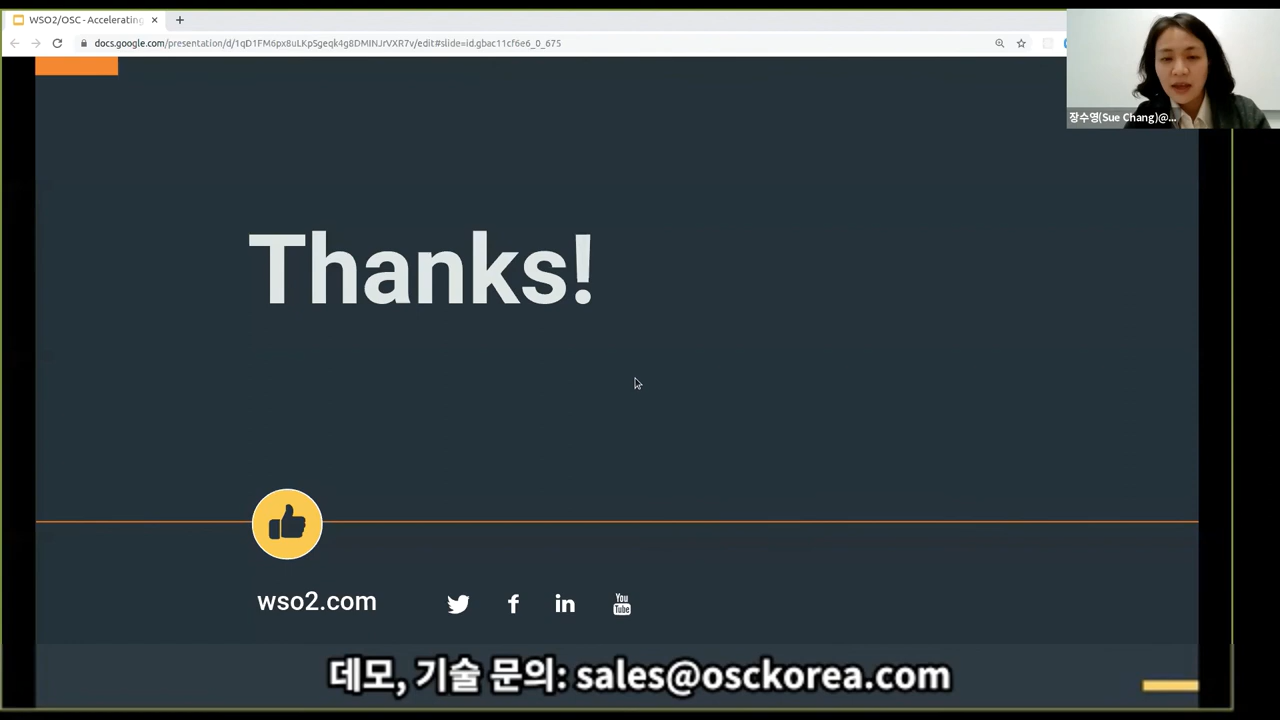 WSO2/OSC - Accelerating
docs.google.com/presentation/d/1qD1FM6px8uLKpSgeqk4g8DMINJrVXR7v/edit#slide=id.gbac11cf6e6_0_675
장수영(Sue Chang)@...
Thanks!
wso2.com
You
Tube
데모, 기술 문의: sales@osckorea.com